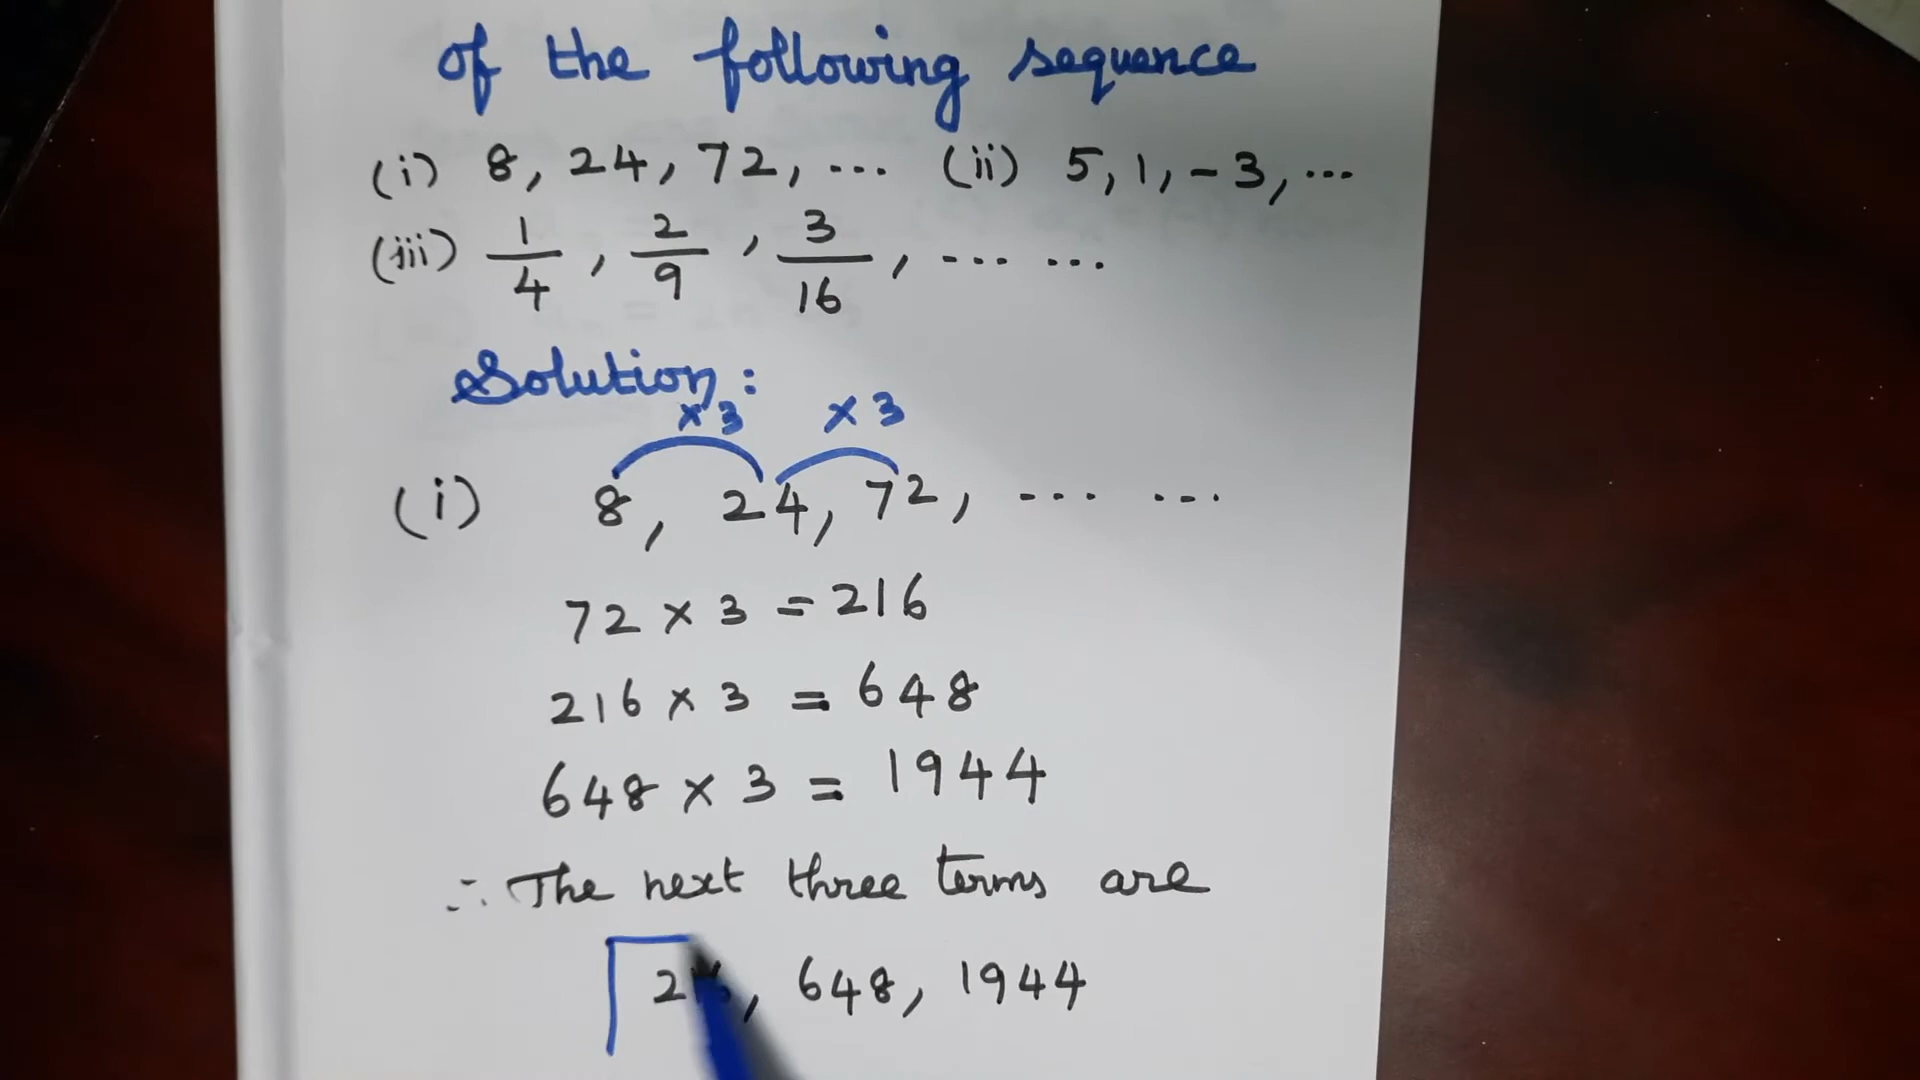 of the following sequence
(i) 8, 24, 72, ... (ii) 5, 1, -3, ...
(iii) 1/4, 2/9, 3/16, ... ...
Solution:
×3 ×3
(i) 8, 24, 72, ... ...
72 × 3 = 216
216 × 3 = 648
648 × 3 = 1944
∴ The next three terms are
216, 648, 1944